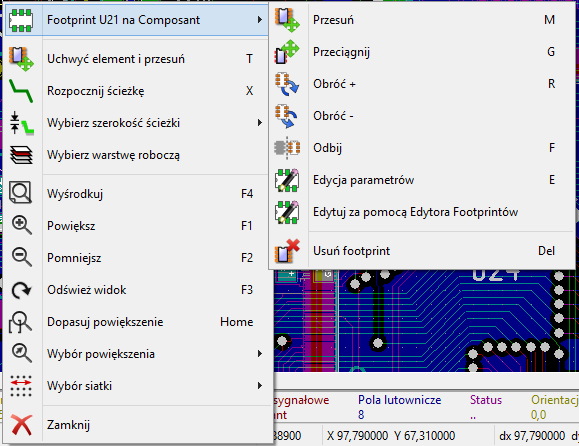 Footprint U21 na Composant
Uchwyć element i przesuń T
Rozpocznij ścieżkę X
Wybierz szerokość ścieżki
Wybierz warstwę roboczą
Wyśrodkuj F4
Powiększ F1
Pomniejsz F2
Odśwież widok F3
Dopasuj powiększenie Home
Wybór powiększenia
Wybór siatki
Zamknij
Przesuń M
Przeciągnij G
Obróć + R
Obróć -
Odbij F
Edycja parametrów E
Edytuj za pomocą Edytora Footprintów
Usuń footprint Del
U24
sygnałowe Pola lutownicze Status Orientacj
ant 8 .. 0,0
38900 X 97,790000 Y 67,310000 dx 97,790000 dy